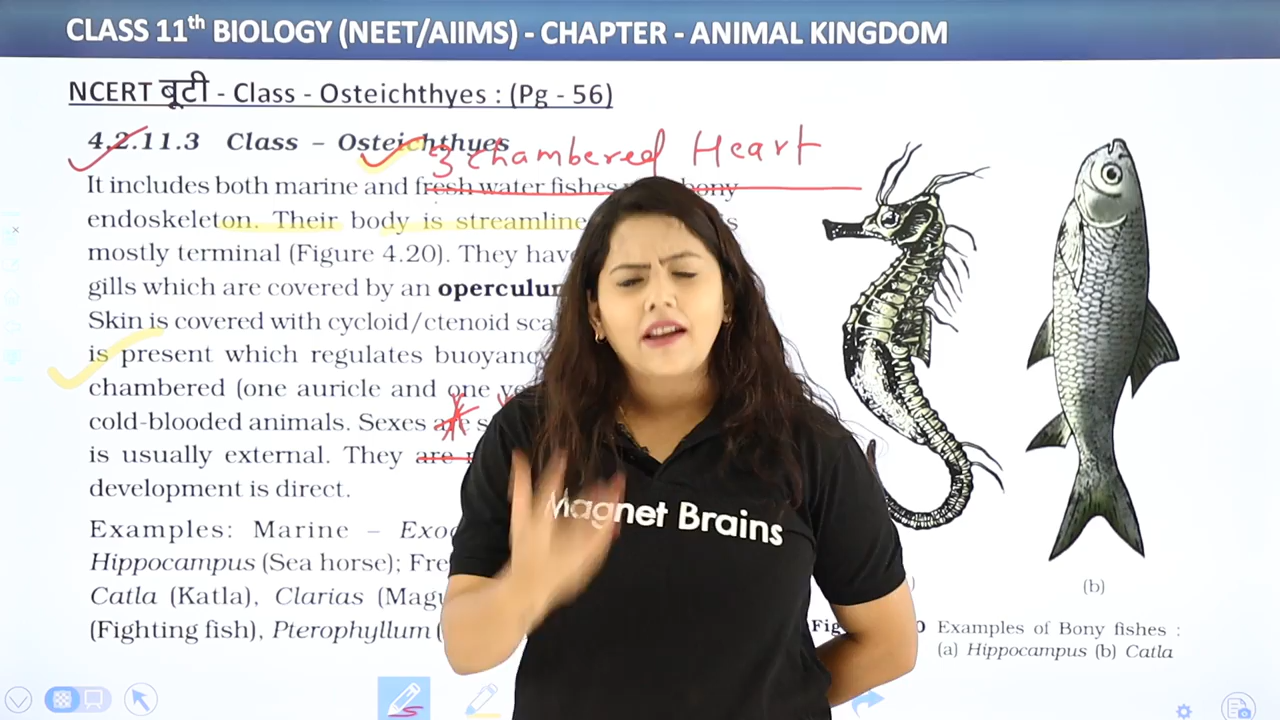 CLASS 11th BIOLOGY (NEET/AIIMS) - CHAPTER - ANIMAL KINGDOM
NCERT बूटी - Class - Osteichthyes : (Pg - 56)
4.2.11.3 Class – Osteichthyes
3 chambered Heart
It includes both marine and fresh water fishes bony
endoskeleton. Their body is streamline
mostly terminal (Figure 4.20). They have
gills which are covered by an operculu
Skin is covered with cycloid/ctenoid sca
is present which regulates buoyancy
chambered (one auricle and one ve
cold-blooded animals. Sexes are s
is usually external. They are
development is direct.
Examples: Marine – Exo
Hippocampus (Sea horse); Fre
Catla (Katla), Clarias (Magu
(Fighting fish), Pterophyllum (
Magnet Brains
(b)
Fig 0 Examples of Bony fishes :
(a) Hippocampus (b) Catla